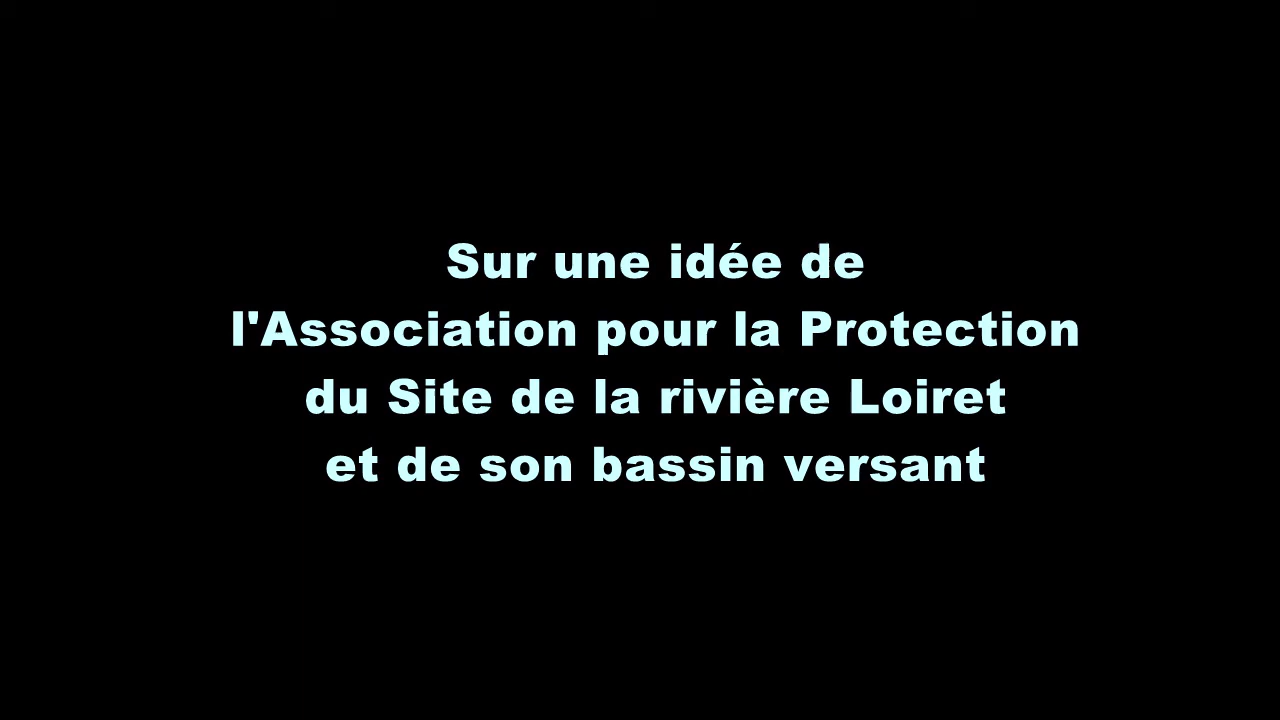 Sur une idée de
l'Association pour la Protection
du Site de la rivière Loiret
et de son bassin versant